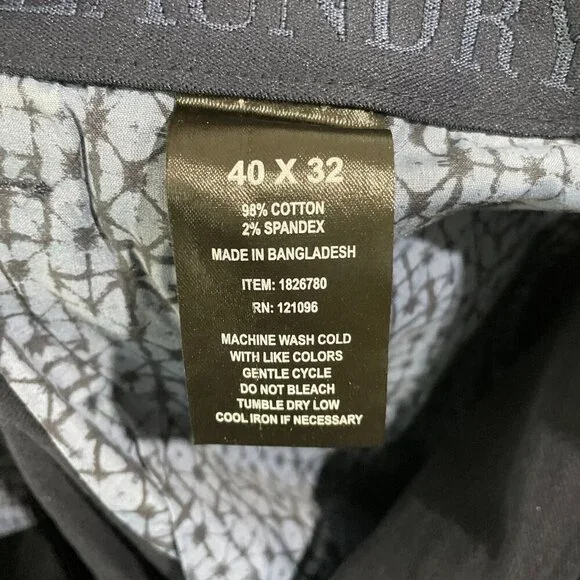 40 X 32
98% COTTON
2% SPANDEX
MADE IN BANGLADESH
ITEM: 1826780
RN: 121096
MACHINE WASH COLD
WITH LIKE COLORS
GENTLE CYCLE
DO NOT BLEACH
TUMBLE DRY LOW
COOL IRON IF NECESSARY